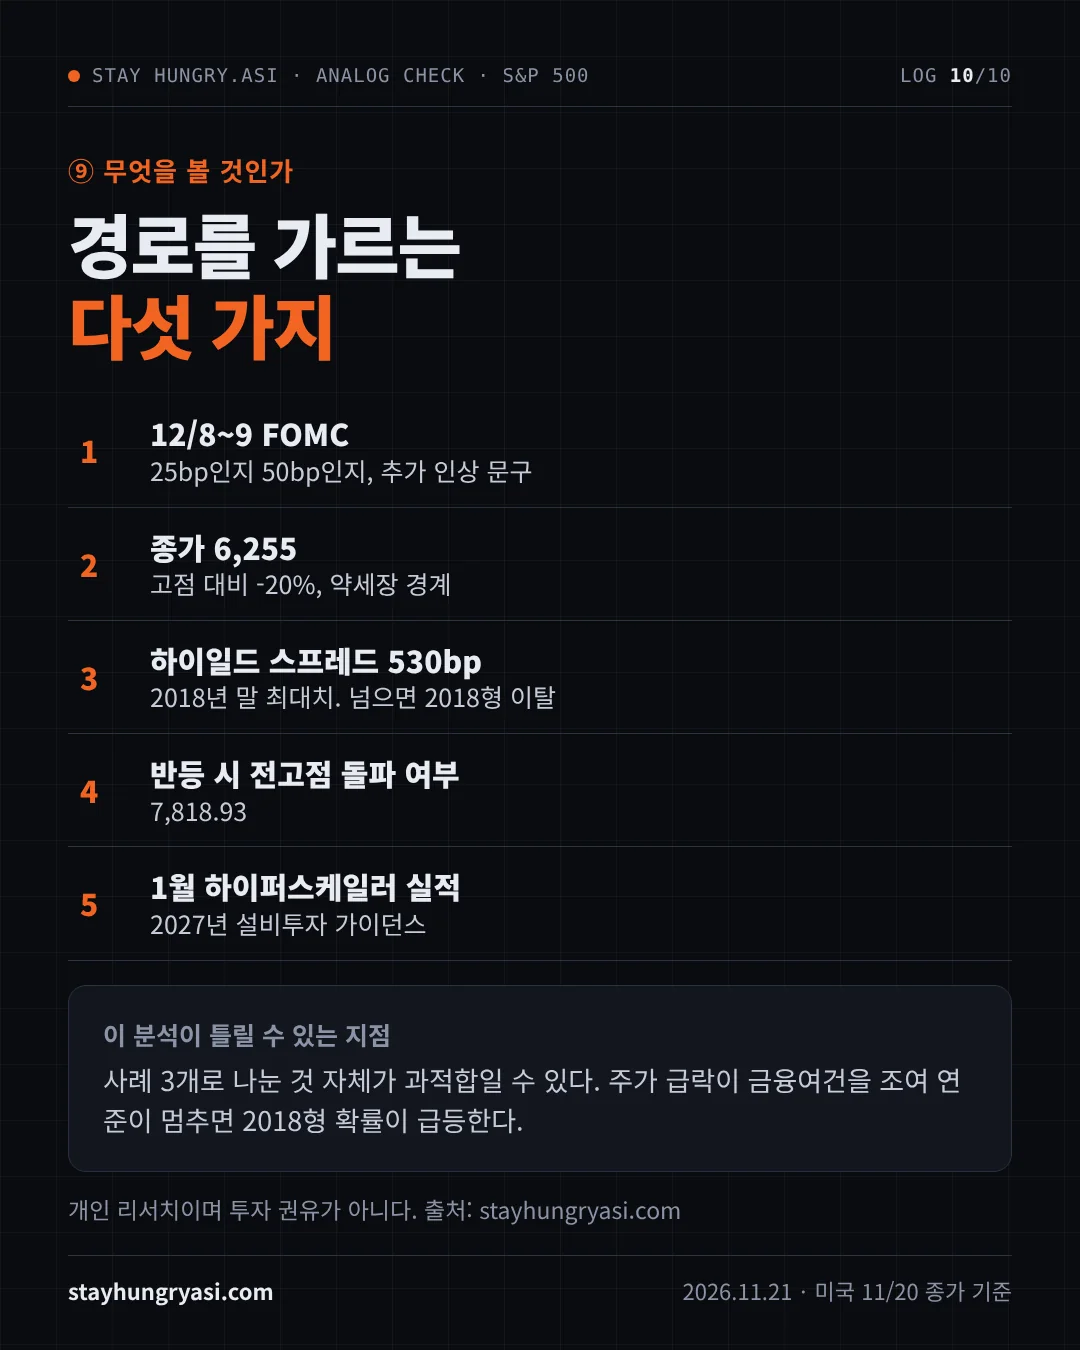 STAY HUNGRY.ASI · ANALOG CHECK · S&P 500
LOG 10/10
⑨ 무엇을 볼 것인가
경로를 가르는
다섯 가지
1
12/8~9 FOMC
25bp인지 50bp인지, 추가 인상 문구
2
종가 6,255
고점 대비 -20%, 약세장 경계
3
하이일드 스프레드 530bp
2018년 말 최대치. 넘으면 2018형 이탈
4
반등 시 전고점 돌파 여부
7,818.93
5
1월 하이퍼스케일러 실적
2027년 설비투자 가이던스
이 분석이 틀릴 수 있는 지점
사례 3개로 나눈 것 자체가 과적합일 수 있다. 주가 급락이 금융여건을 조여 연
준이 멈추면 2018형 확률이 급등한다.
개인 리서치이며 투자 권유가 아니다. 출처: stayhungryasi.com
stayhungryasi.com
2026.11.21 · 미국 11/20 종가 기준